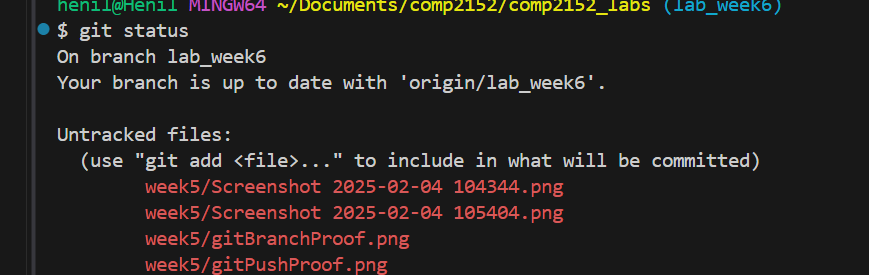 henil@Henil MINGW64 ~/Documents/comp2152/comp2152_labs (lab_week6)
$ git status
On branch lab_week6
Your branch is up to date with 'origin/lab_week6'.
Untracked files:
  (use "git add <file>..." to include in what will be committed)
        week5/Screenshot 2025-02-04 104344.png
        week5/Screenshot 2025-02-04 105404.png
        week5/gitBranchProof.png
        week5/gitPushProof.png